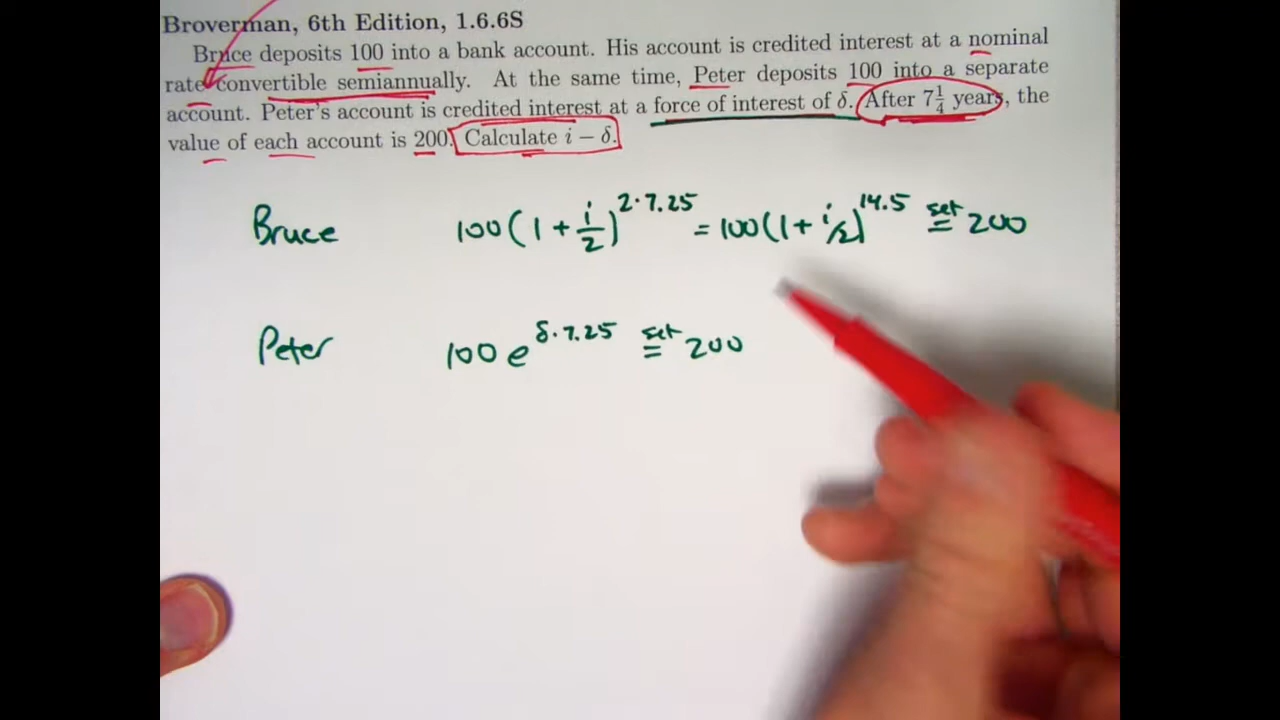 Broverman, 6th Edition, 1.6.6S
Bruce deposits 100 into a bank account. His account is credited interest at a nominal
rate convertible semiannually. At the same time, Peter deposits 100 into a separate
account. Peter's account is credited interest at a force of interest of δ. After 7 1/4 years, the
value of each account is 200. Calculate i − δ.
Bruce 100(1 + i/2)^2·7.25 = 100(1 + i/2)^14.5 set = 200
Peter 100 e^δ·7.25 set = 200